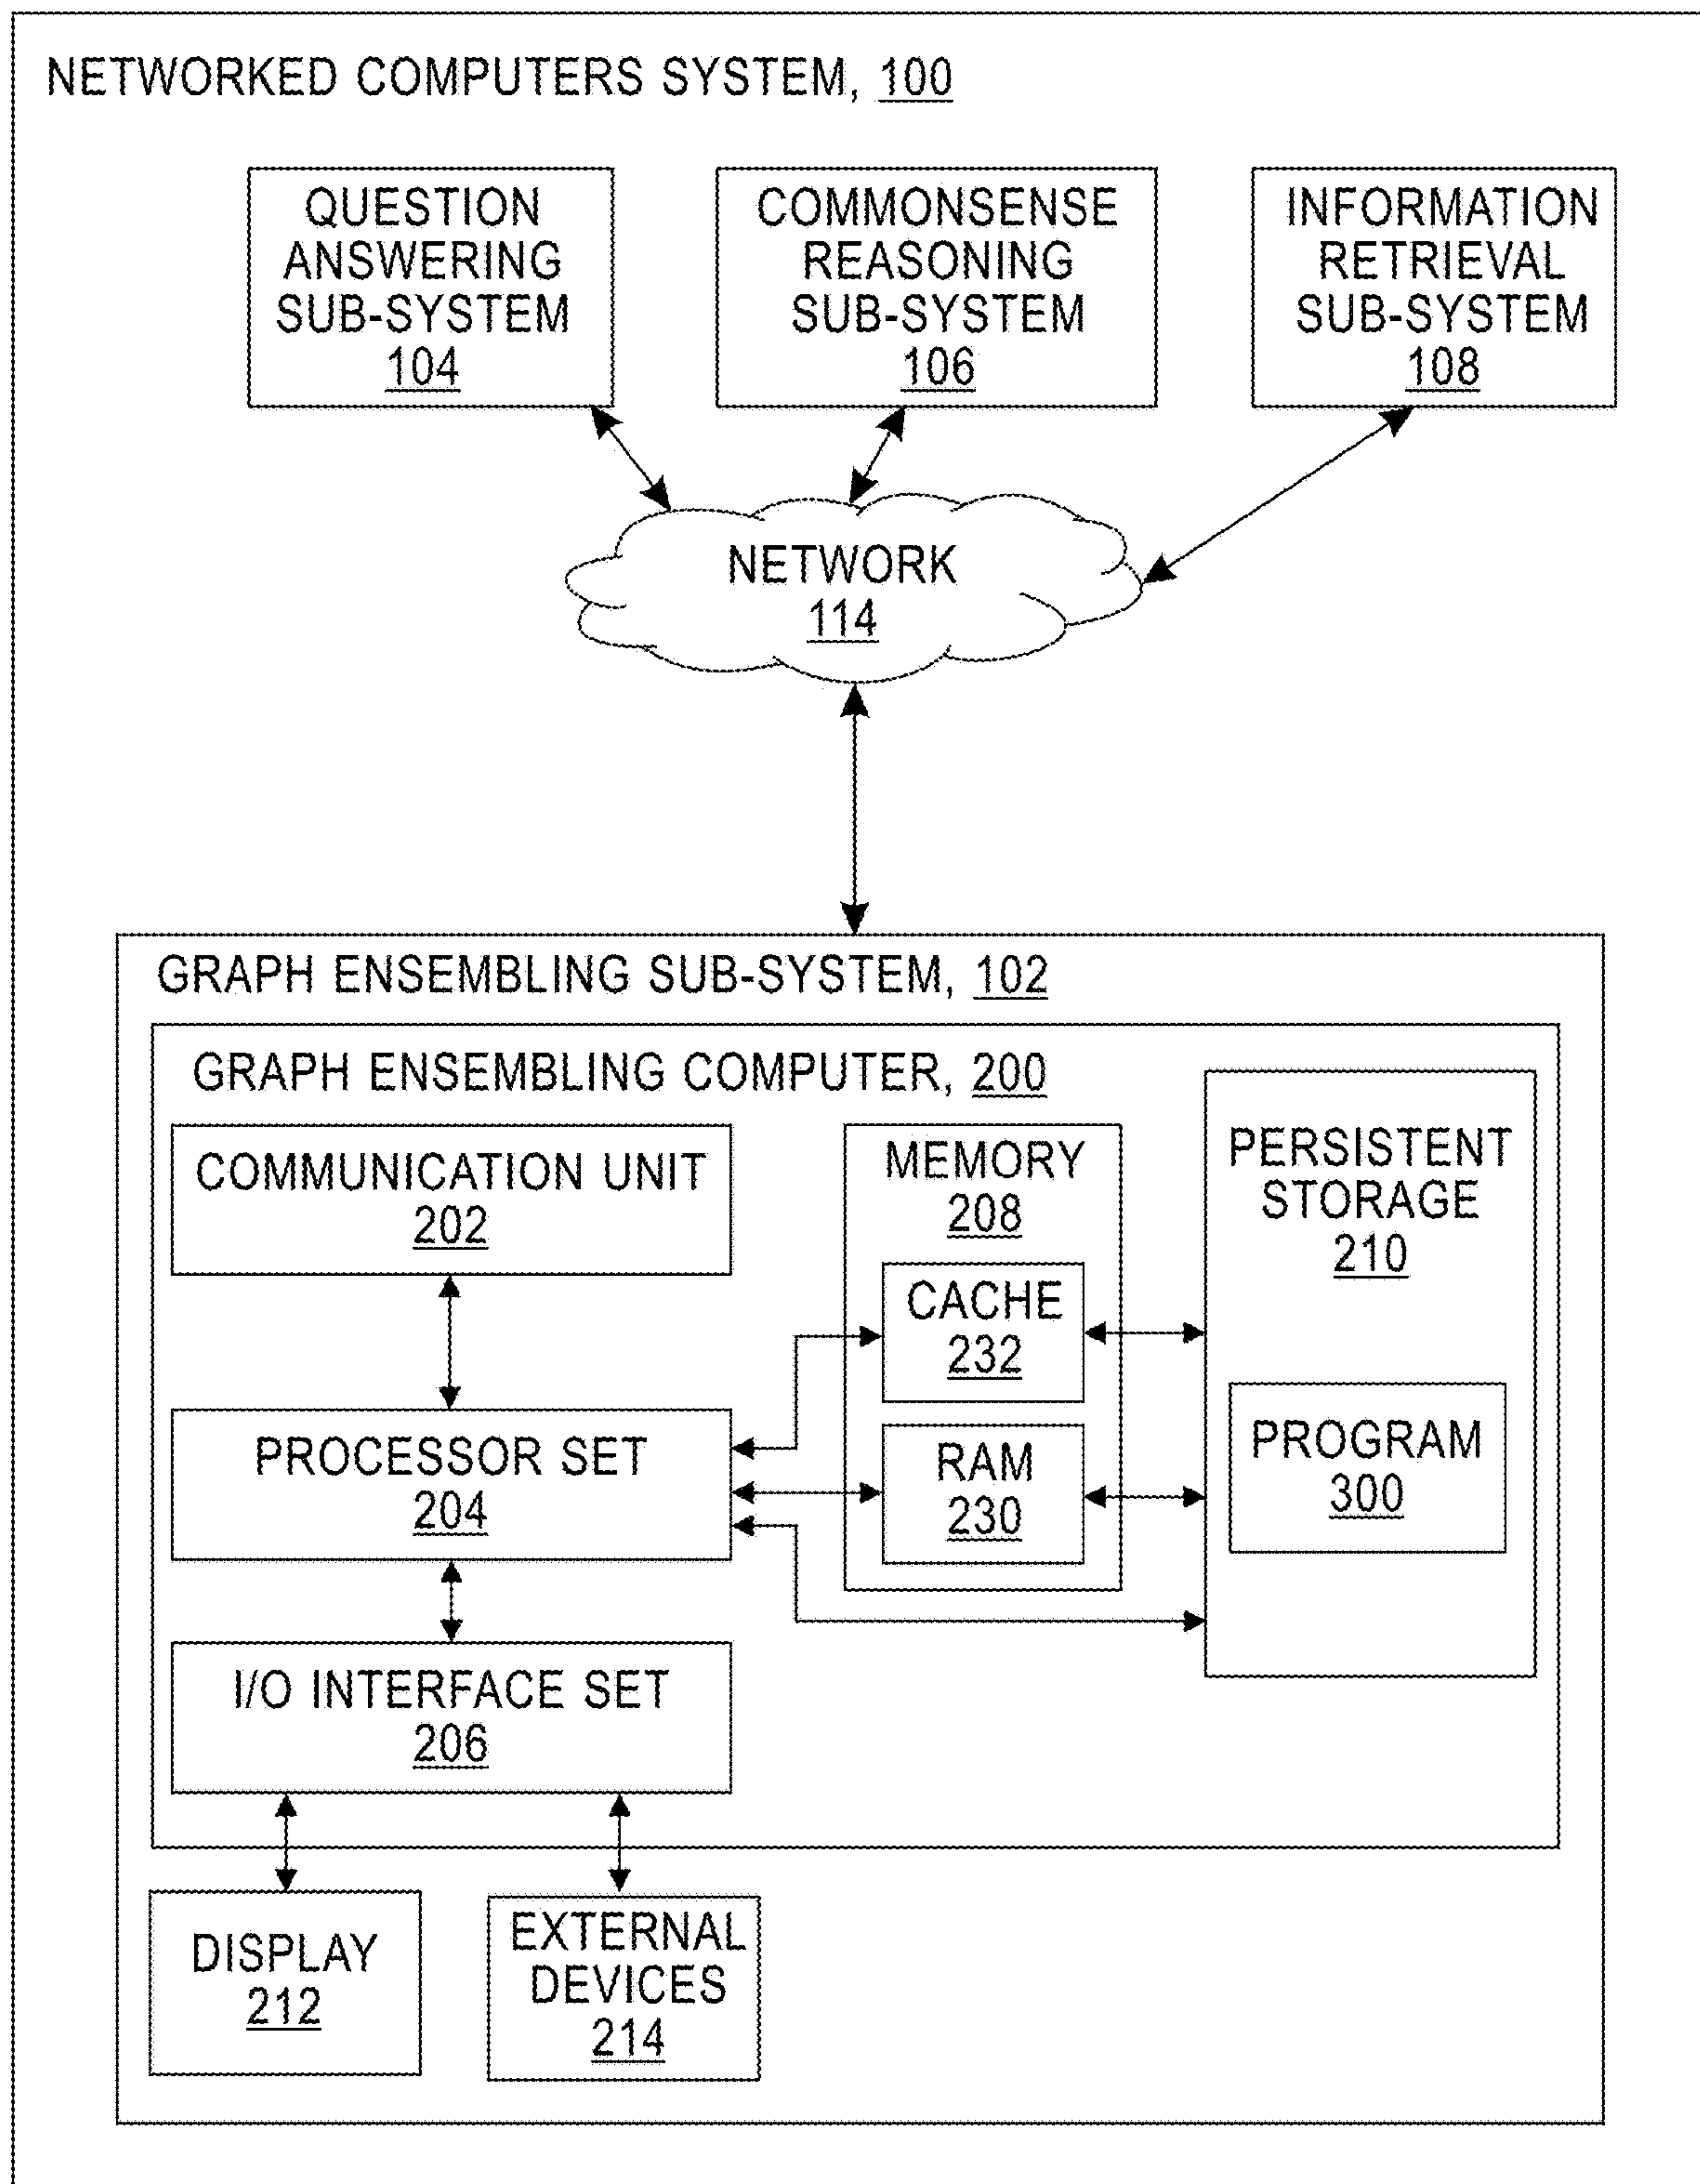 NETWORKED COMPUTERS SYSTEM, 100
QUESTION
ANSWERING
SUB-SYSTEM
104
COMMONSENSE
REASONING
SUB-SYSTEM
106
INFORMATION
RETRIEVAL
SUB-SYSTEM
108
NETWORK
114
GRAPH ENSEMBLING SUB-SYSTEM, 102
GRAPH ENSEMBLING COMPUTER, 200
COMMUNICATION UNIT
202
MEMORY
208
PERSISTENT
STORAGE
210
CACHE
232
PROCESSOR SET
204
RAM
230
PROGRAM
300
I/O INTERFACE SET
206
DISPLAY
212
EXTERNAL
DEVICES
214